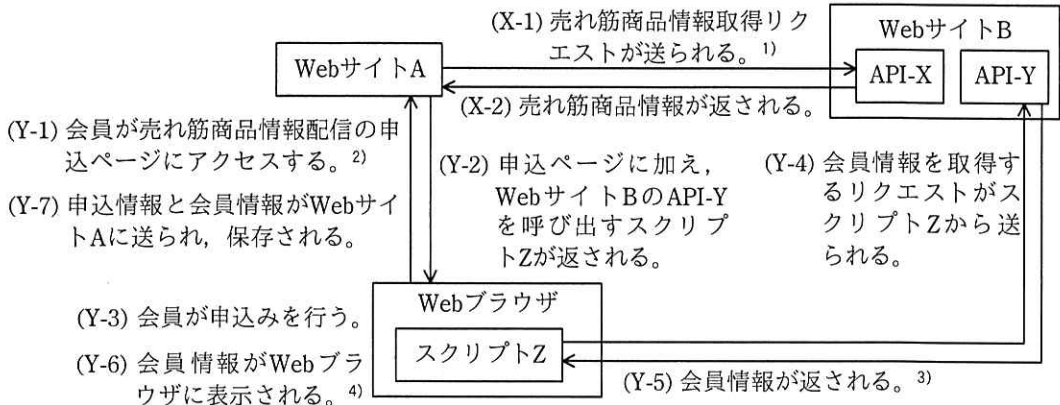 (X-1) 売れ筋商品情報取得リク
エストが送られる。1)
WebサイトB
WebサイトA
API-X
API-Y
(X-2) 売れ筋商品情報が返される。
(Y-1) 会員が売れ筋商品情報配信の申
込ページにアクセスする。2)
(Y-2) 申込ページに加え,
WebサイトBのAPI-Y
を呼び出すスクリプ
トZが返される。
(Y-4) 会員情報を取得す
るリクエストがス
クリプトZから送
られる。
(Y-7) 申込情報と会員情報がWebサイ
トAに送られ,保存される。
Webブラウザ
(Y-3) 会員が申込みを行う。
スクリプトZ
(Y-6) 会員情報がWebブラ
ウザに表示される。4)
(Y-5) 会員情報が返される。3)